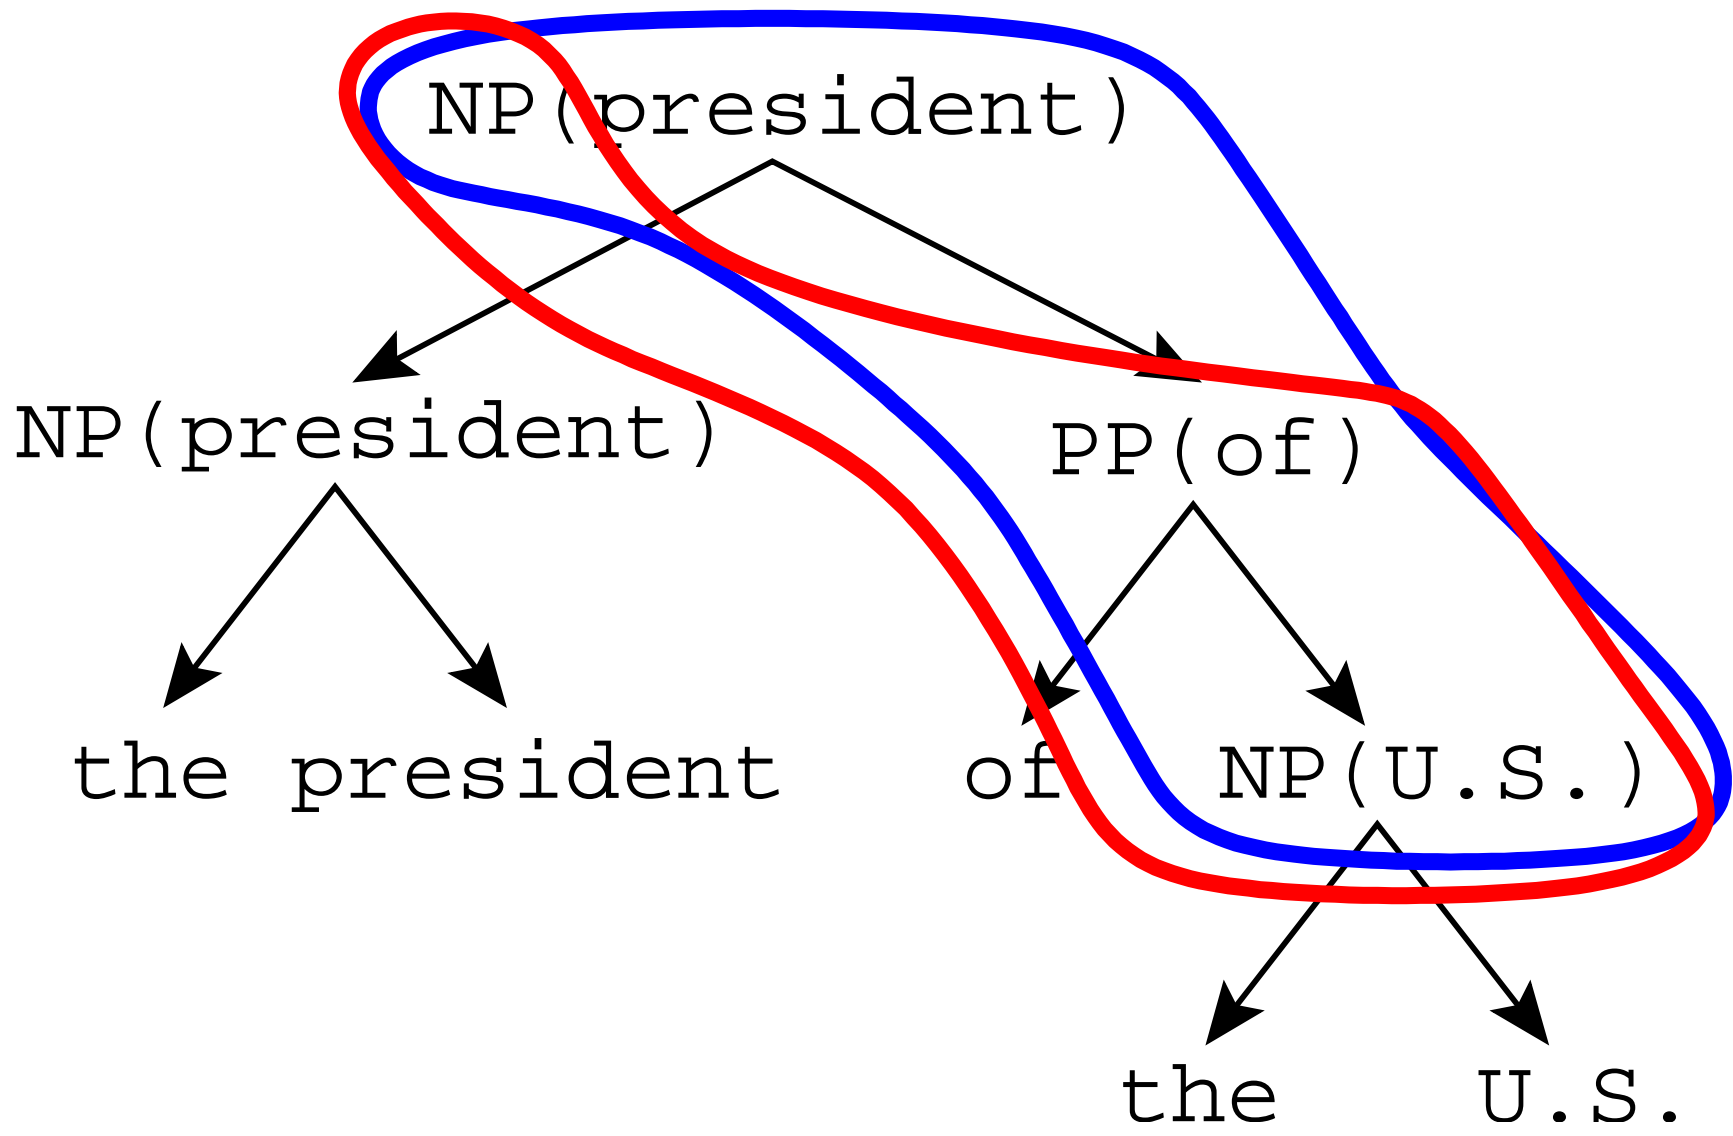 NP(president)
NP(president) PP(of)
the president of NP(U.S.)
the U.S.